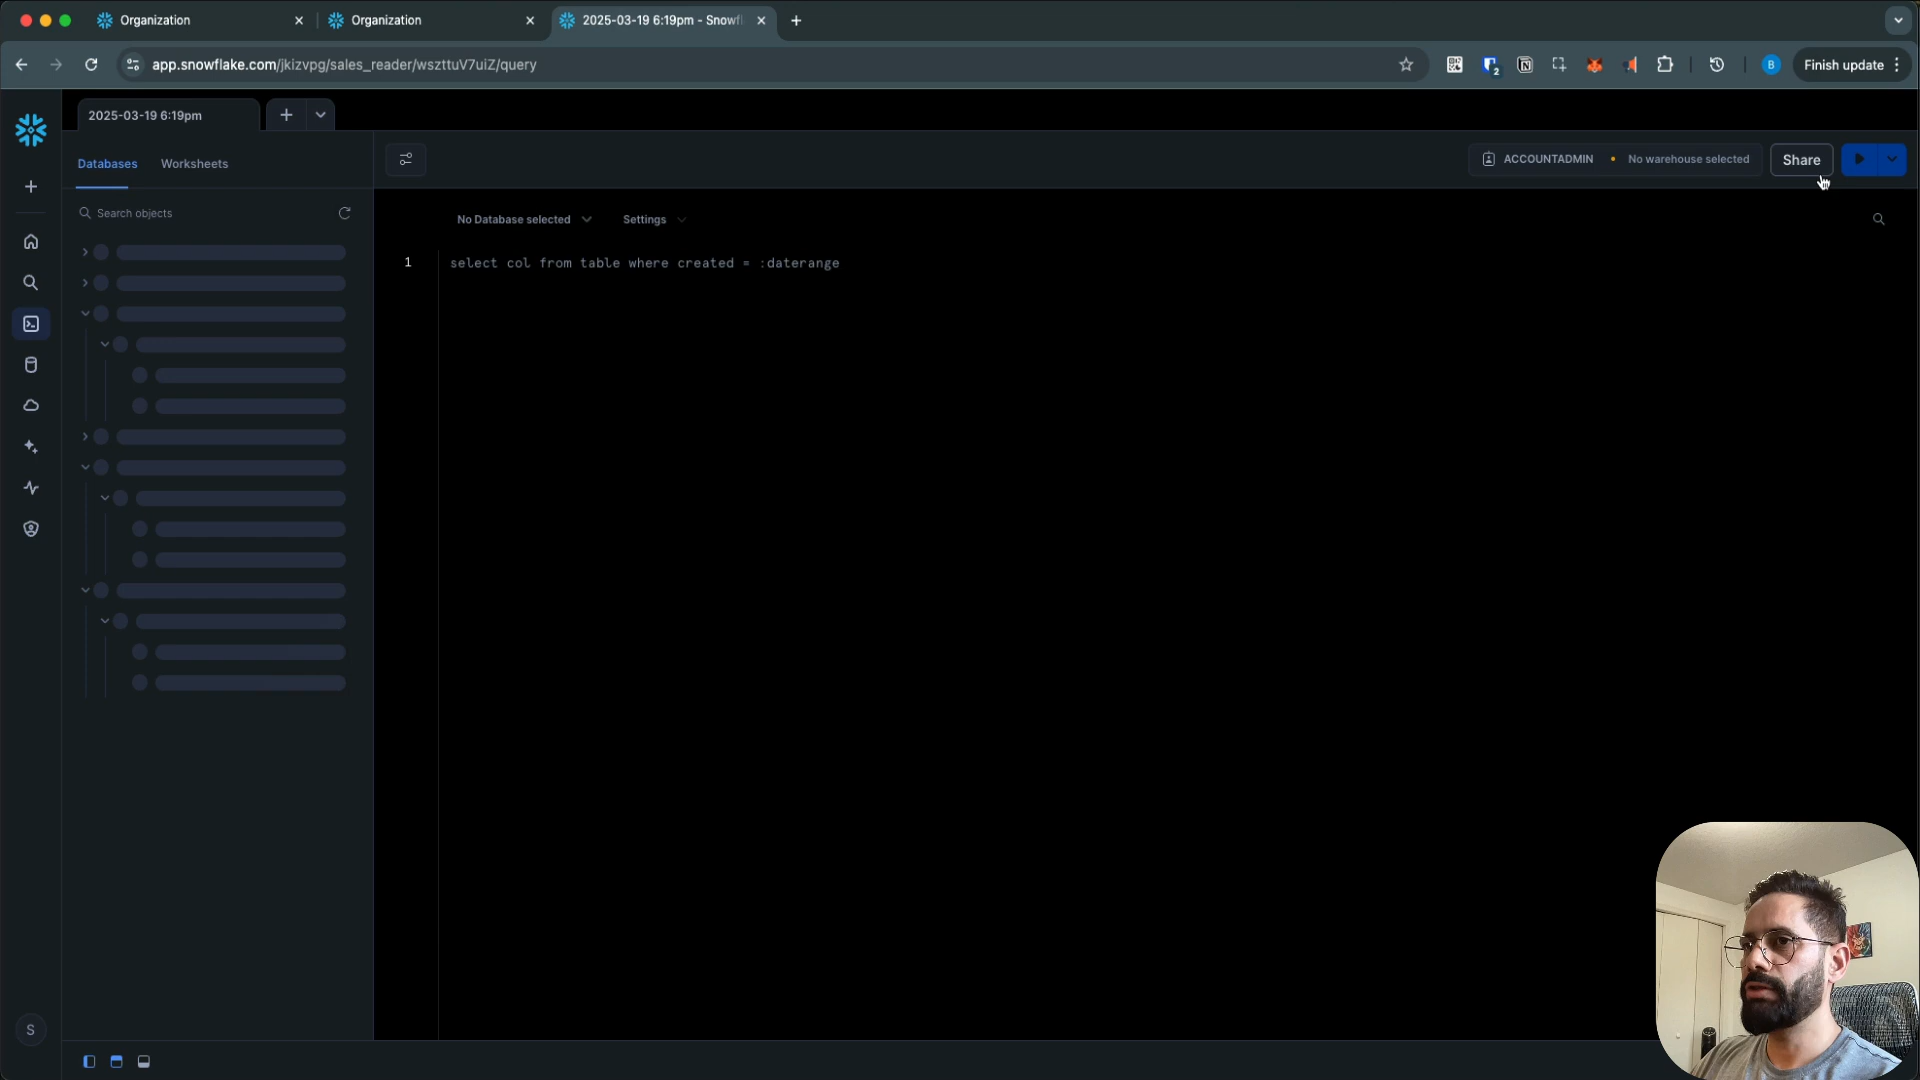 Organization
Organization
2025-03-19 6:19pm - Snowfl
app.snowflake.com/jkizvpg/sales_reader/wszttuV7uiZ/query
2
B
Finish update
2025-03-19 6:19pm
Databases
Worksheets
ACCOUNTADMIN
No warehouse selected
Share
Search objects
No Database selected
Settings
1
select col from table where created = :daterange
S